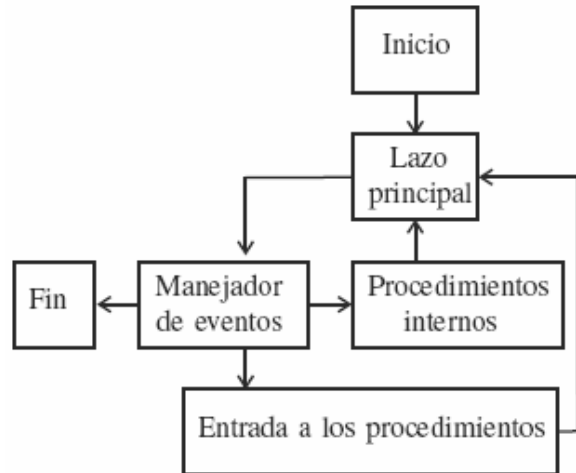 Inicio
Lazo
principal
Fin
Manejador
de eventos
Procedimientos
internos
Entrada a los procedimientos